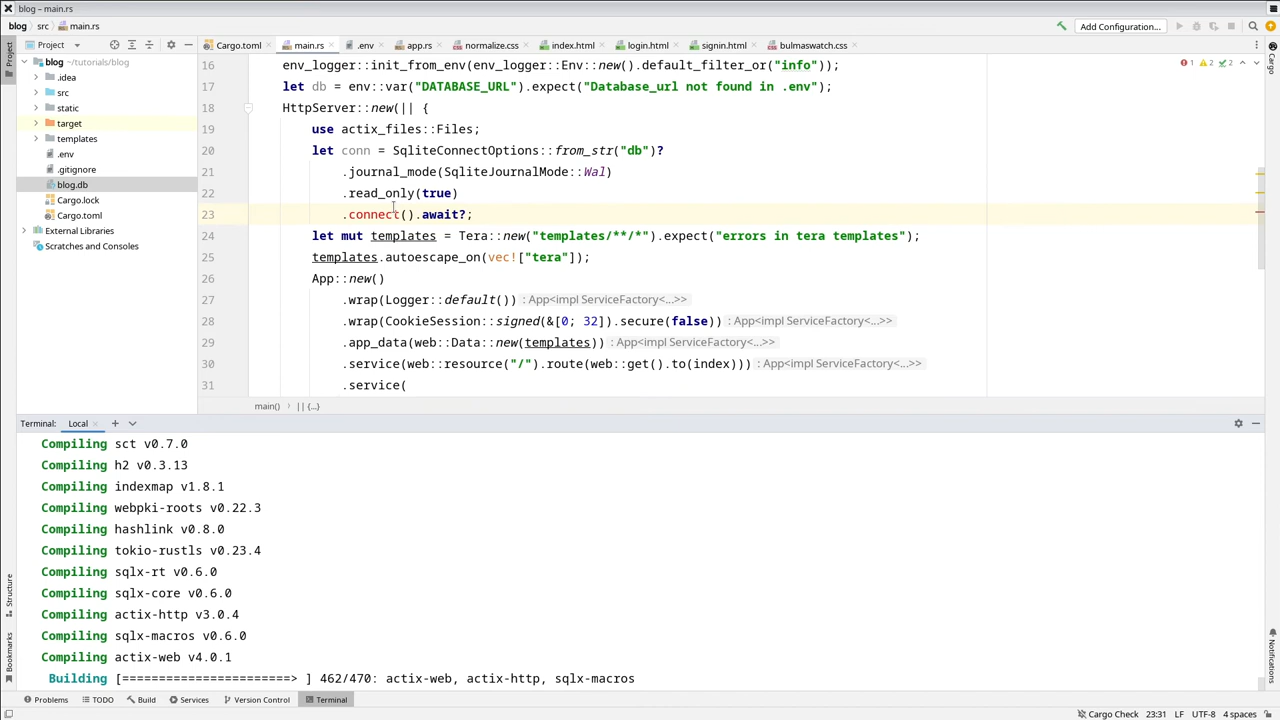 blog – main.rs
blog
src
main.rs
Add Configuration...
Project
Cargo.toml
main.rs
.env
app.rs
normalize.css
index.html
login.html
signin.html
bulmaswatch.css
Project
Cargo
blog ~/tutorials/blog
.idea
src
static
target
templates
.env
.gitignore
blog.db
Cargo.lock
Cargo.toml
External Libraries
Scratches and Consoles
1 2 2
16 env_logger::init_from_env(env_logger::Env::new().default_filter_or("info"));
17 let db = env::var("DATABASE_URL").expect("Database_url not found in .env");
18 HttpServer::new(|| {
19 use actix_files::Files;
20 let conn = SqliteConnectOptions::from_str("db")?
21 .journal_mode(SqliteJournalMode::Wal)
22 .read_only(true)
23 .connect().await?;
24 let mut templates = Tera::new("templates/**/*").expect("errors in tera templates");
25 templates.autoescape_on(vec!["tera"]);
26 App::new()
27 .wrap(Logger::default()) : App<impl ServiceFactory<...>>
28 .wrap(CookieSession::signed(&[0; 32]).secure(false)) : App<impl ServiceFactory<...>>
29 .app_data(web::Data::new(templates)) : App<impl ServiceFactory<...>>
30 .service(web::resource("/").route(web::get().to(index))) : App<impl ServiceFactory<...>>
31 .service(
main() › || {...}
Terminal: Local
Compiling sct v0.7.0
Compiling h2 v0.3.13
Compiling indexmap v1.8.1
Compiling webpki-roots v0.22.3
Compiling hashlink v0.8.0
Compiling tokio-rustls v0.23.4
Compiling sqlx-rt v0.6.0
Compiling sqlx-core v0.6.0
Compiling actix-http v3.0.4
Compiling sqlx-macros v0.6.0
Compiling actix-web v4.0.1
Building [=======================> ] 462/470: actix-web, actix-http, sqlx-macros
Structure
Bookmarks
Notifications
Problems
TODO
Build
Services
Version Control
Terminal
Cargo Check 23:31 LF UTF-8 4 spaces